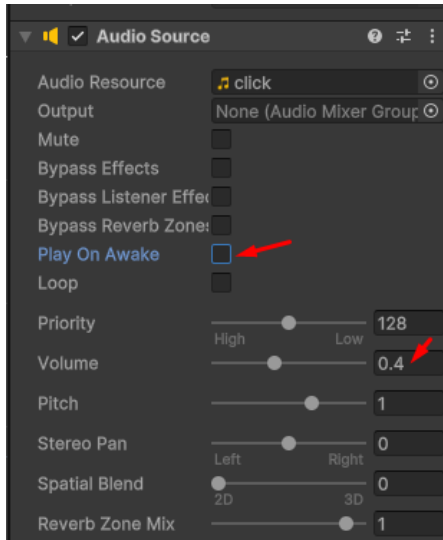 Audio Source
Audio Resource click
Output None (Audio Mixer Group
Mute
Bypass Effects
Bypass Listener Effe
Bypass Reverb Zone
Play On Awake
Loop
Priority 128
High Low
Volume 0.4
Pitch 1
Stereo Pan 0
Left Right
Spatial Blend 0
2D 3D
Reverb Zone Mix 1